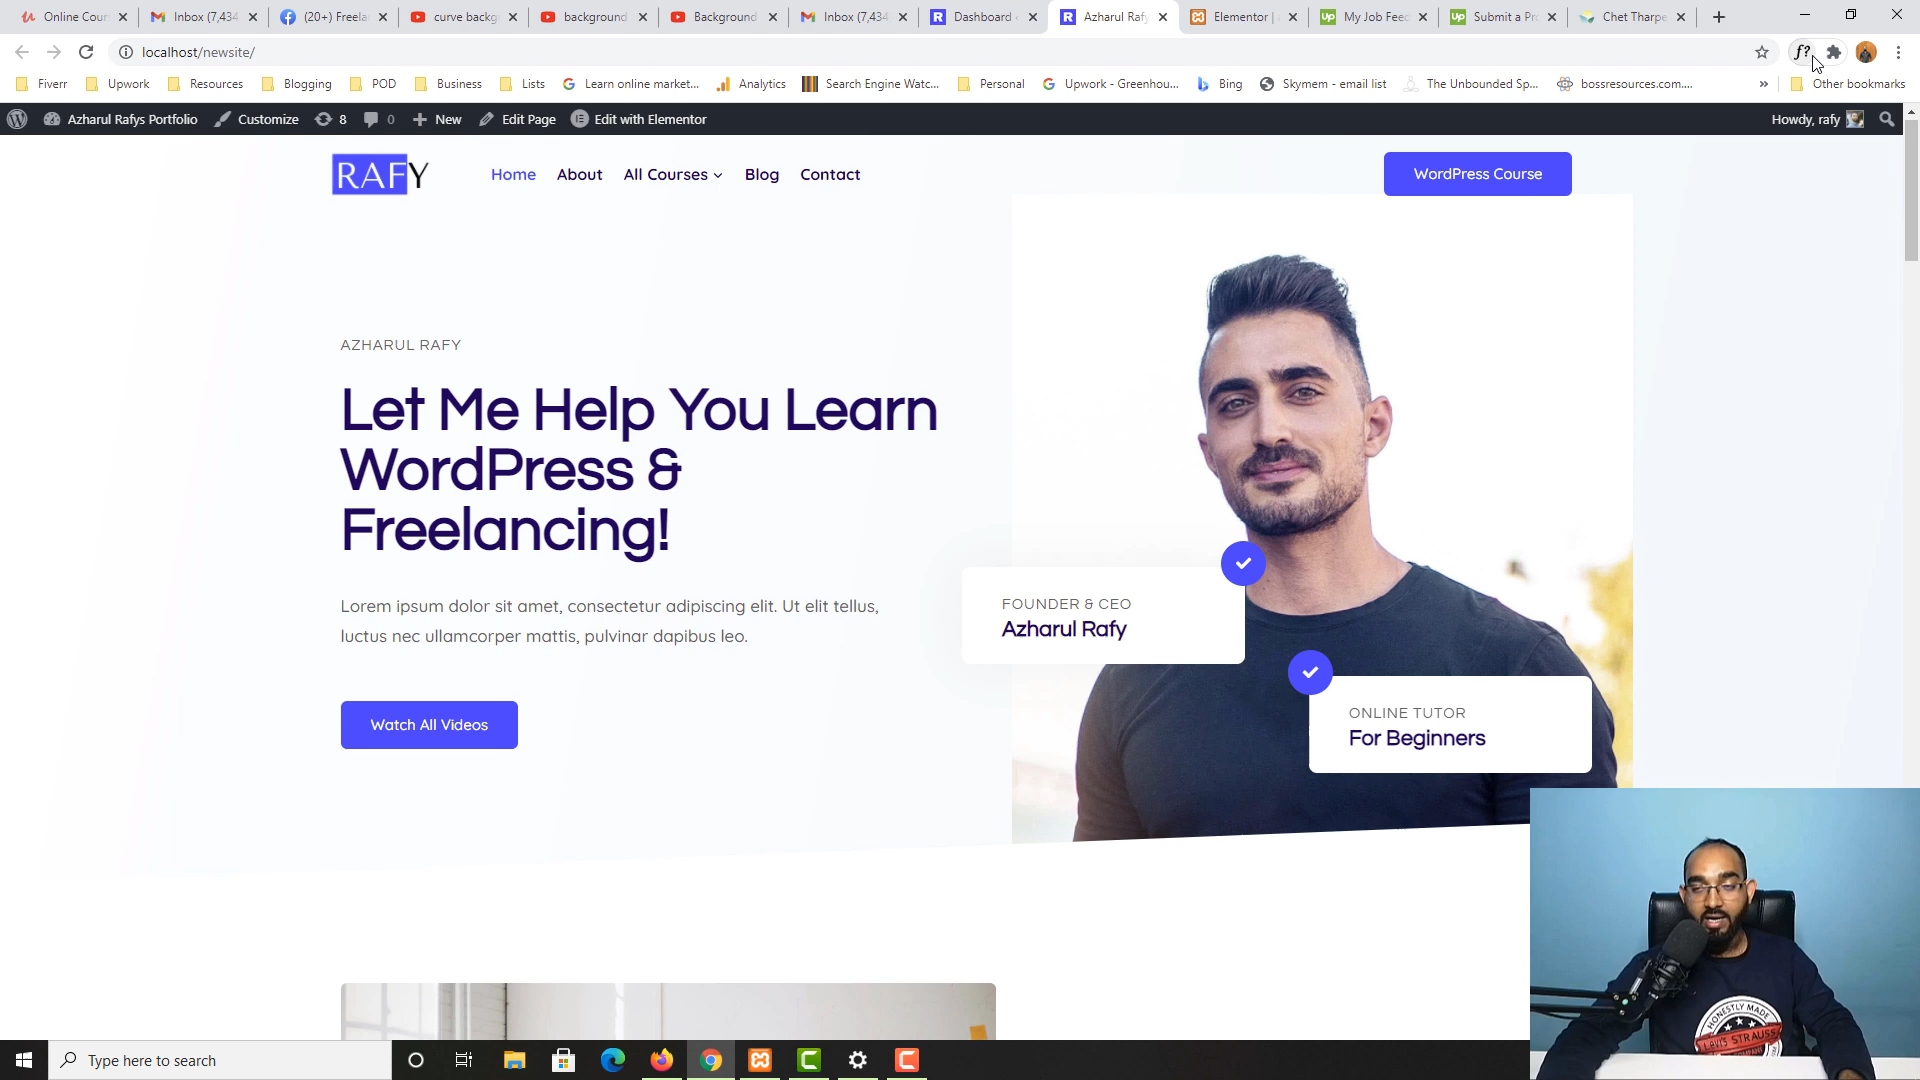 Online Cour
Inbox (7,434
(20+) Freela
curve backg
background
Background
Inbox (7,434
Dashboard
Azharul Rafy
Elementor |
My Job Feed
Submit a Pr
Chet Tharpe
localhost/newsite/
f?
Fiverr
Upwork
Resources
Blogging
POD
Business
Lists
Learn online market...
Analytics
Search Engine Watc...
Personal
Upwork - Greenhou...
Bing
Skymem - email list
The Unbounded Sp...
bossresources.com....
»
Other bookmarks
Azharul Rafys Portfolio
Customize
8
0
New
Edit Page
Edit with Elementor
Howdy, rafy
RAFY
Home
About
All Courses
Blog
Contact
WordPress Course
AZHARUL RAFY
Let Me Help You Learn
WordPress &
Freelancing!
Lorem ipsum dolor sit amet, consectetur adipiscing elit. Ut elit tellus,
luctus nec ullamcorper mattis, pulvinar dapibus leo.
Watch All Videos
FOUNDER & CEO
Azharul Rafy
ONLINE TUTOR
For Beginners
HONESTLY MADE
LEVI STRAUSS
Type here to search